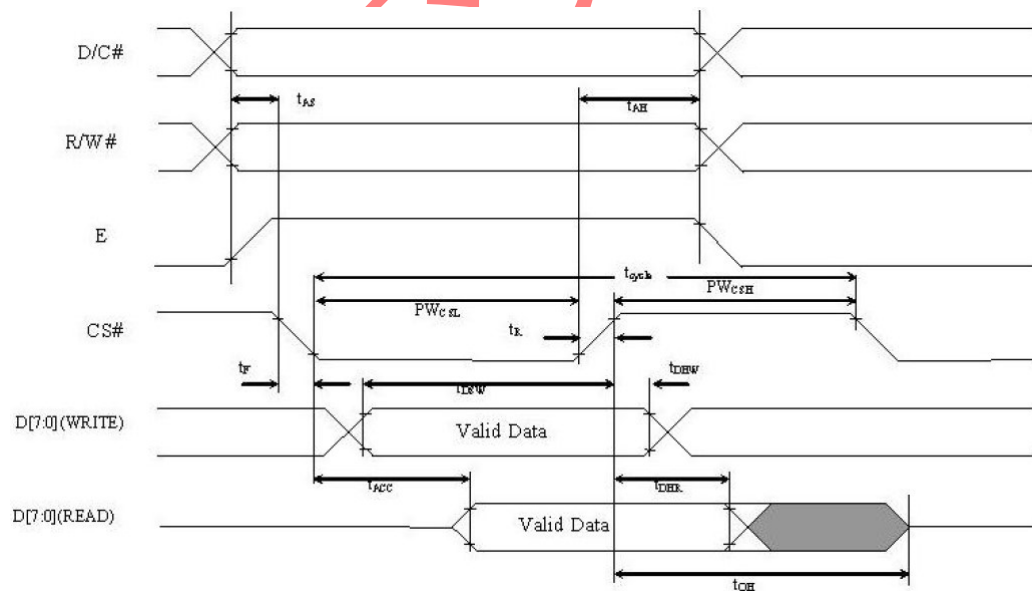 D/C#
tAS
tAH
R/W#
E
tcycle
PWCSL
PWCSH
CS#
tR
tF
tDSW
tDHW
D[7:0](WRITE)
Valid Data
tACC
tDHR
D[7:0](READ)
Valid Data
tOH